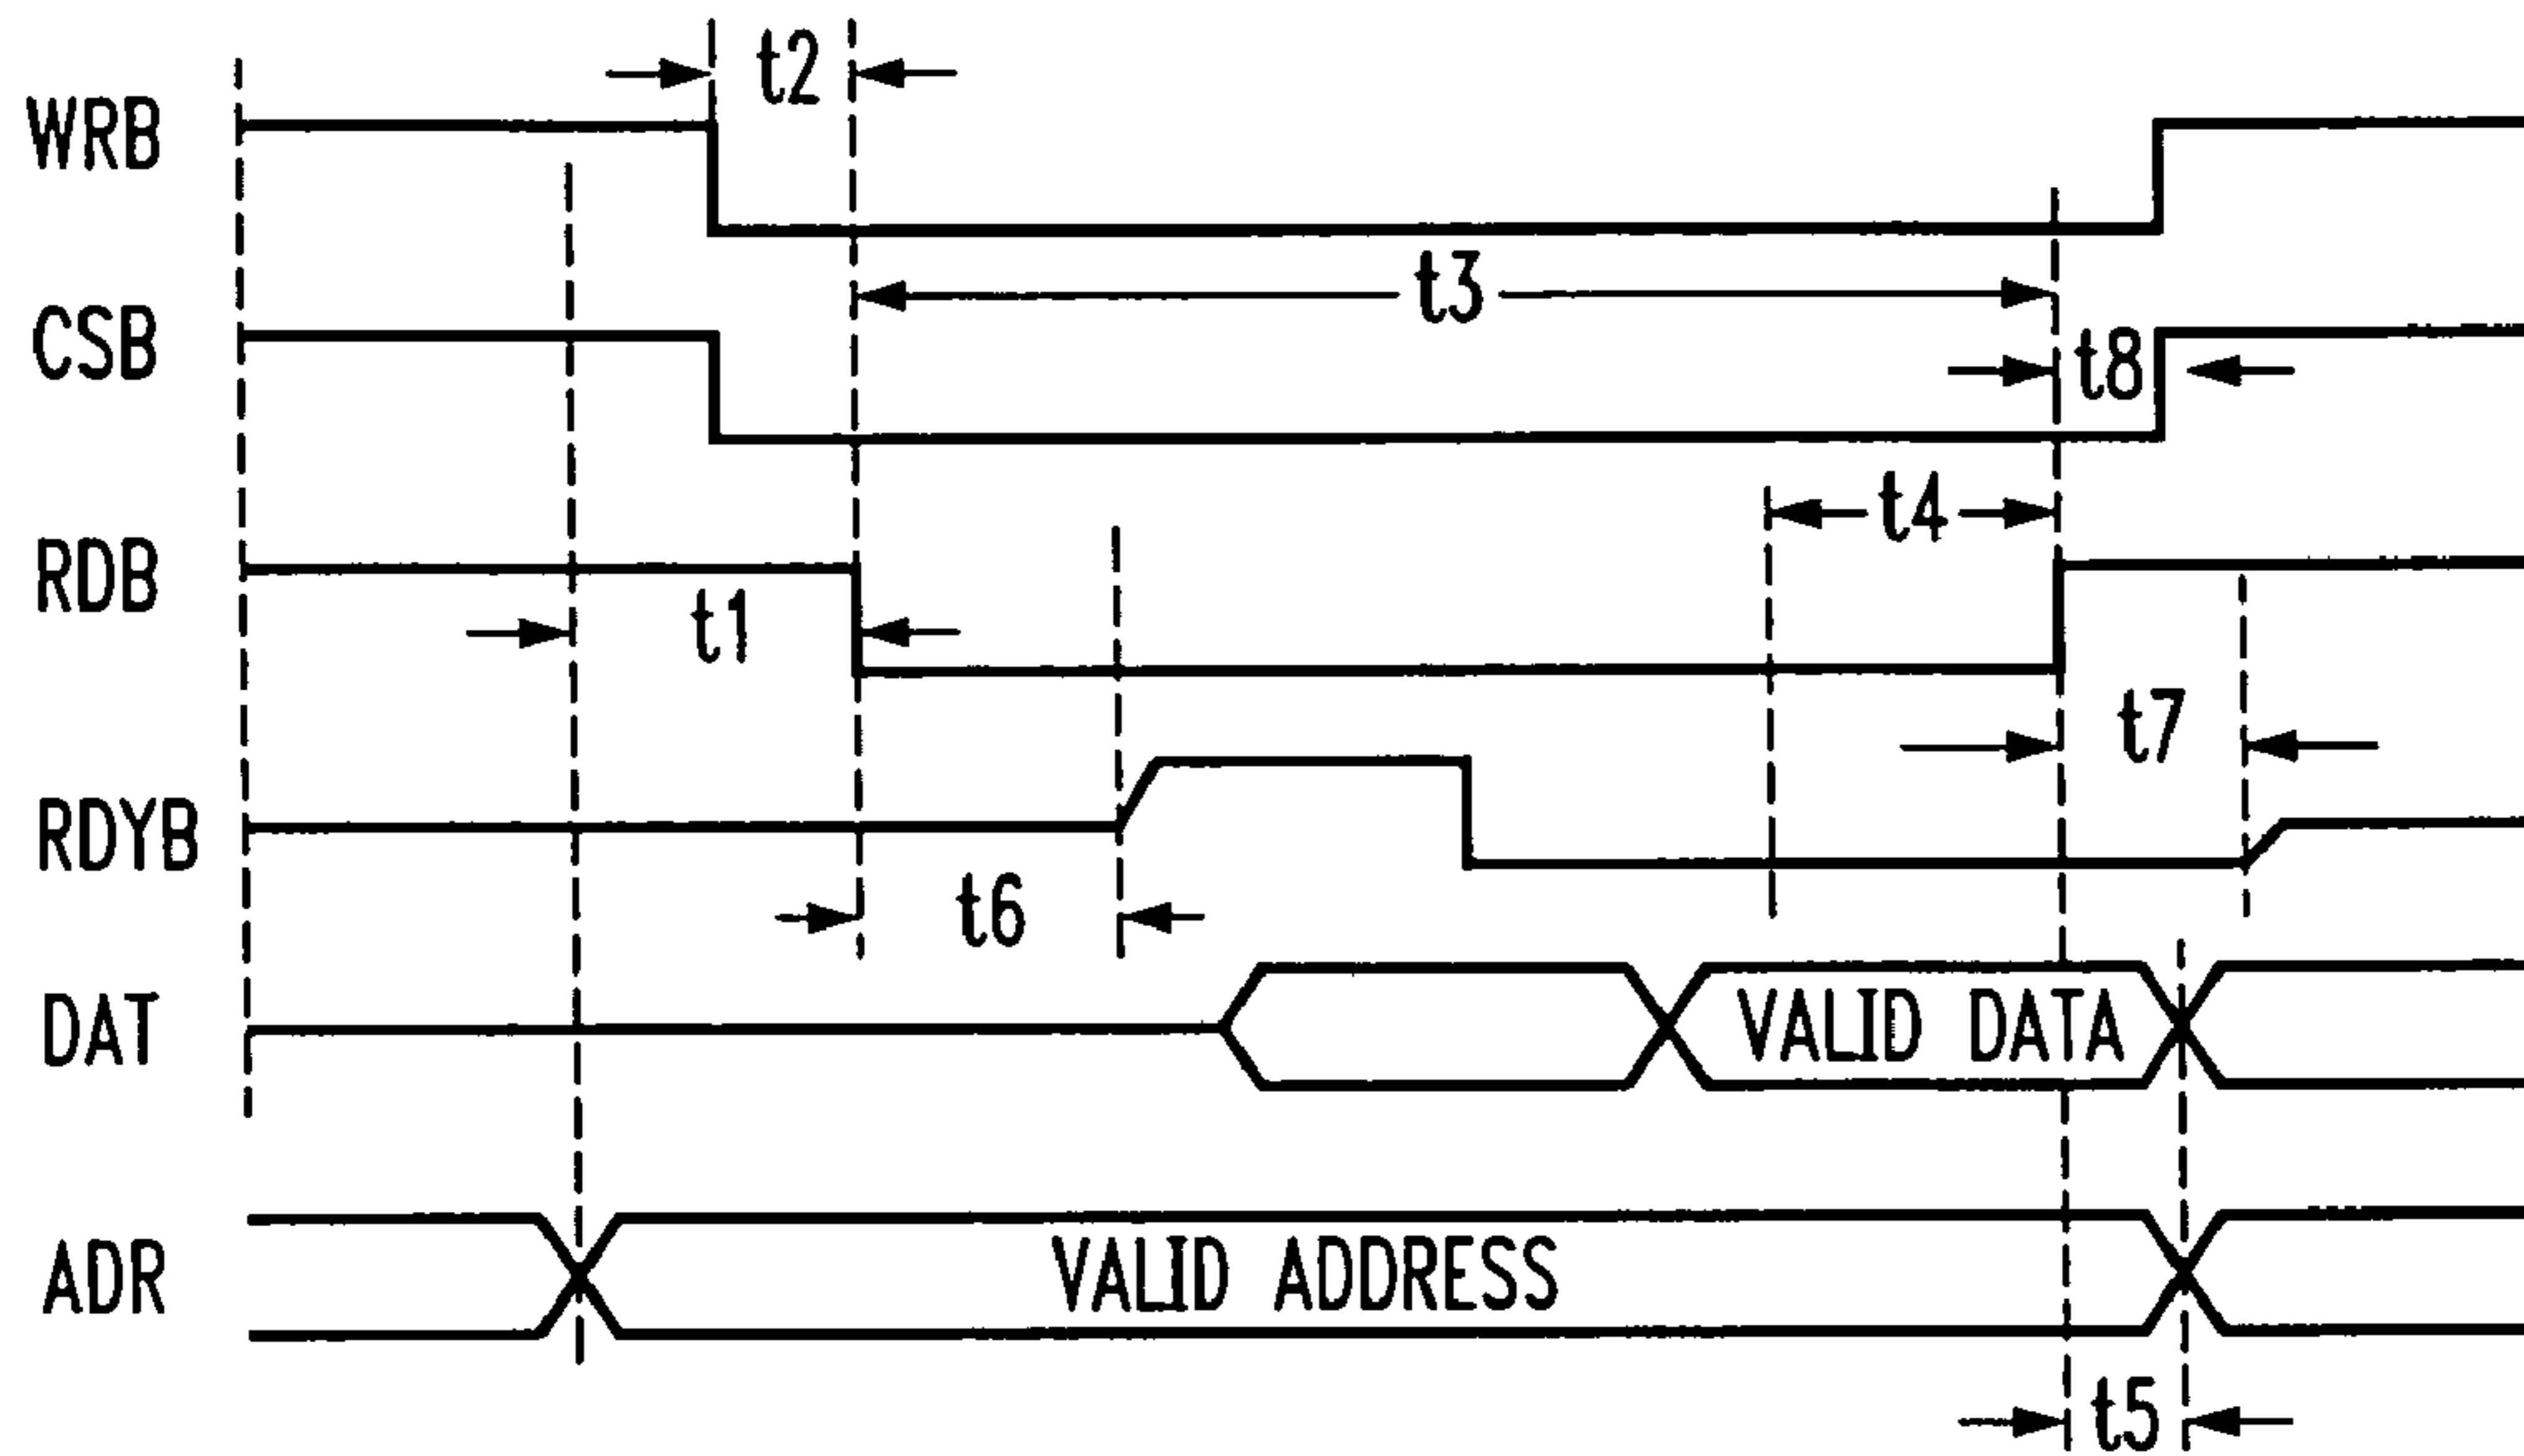 t2
WRB
t3
CSB
t8
t4
RDB
t1
t7
RDYB
t6
DAT
VALID DATA
ADR
VALID ADDRESS
t5